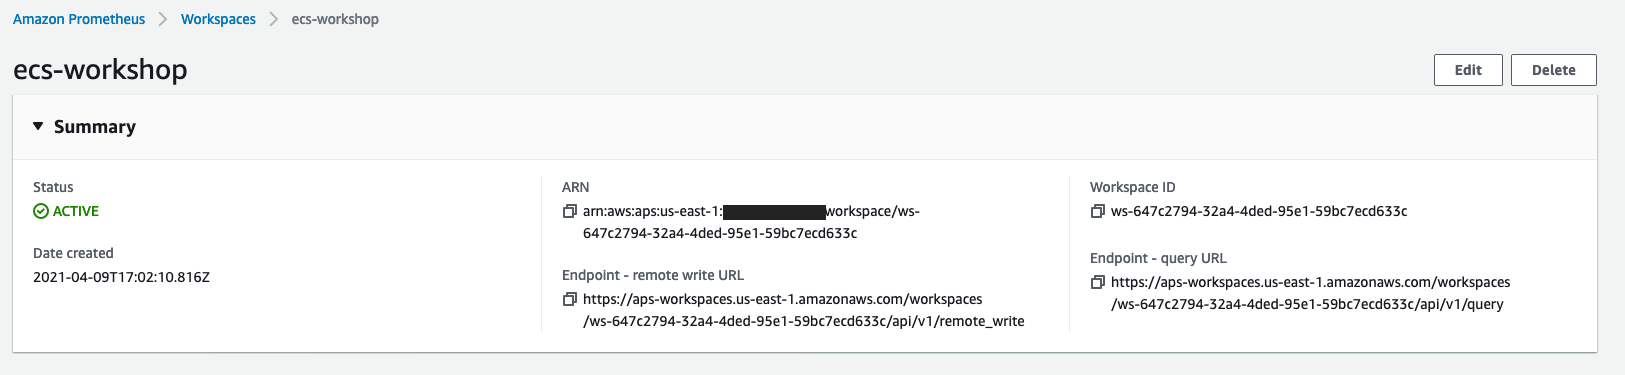 Amazon Prometheus > Workspaces > ecs-workshop
ecs-workshop
Edit
Delete
Summary
Status
ACTIVE
Date created
2021-04-09T17:02:10.816Z
ARN
arn:aws:aps:us-east-1: workspace/ws-
647c2794-32a4-4ded-95e1-59bc7ecd633c
Endpoint - remote write URL
https://aps-workspaces.us-east-1.amazonaws.com/workspaces
/ws-647c2794-32a4-4ded-95e1-59bc7ecd633c/api/v1/remote_write
Workspace ID
ws-647c2794-32a4-4ded-95e1-59bc7ecd633c
Endpoint - query URL
https://aps-workspaces.us-east-1.amazonaws.com/workspaces
/ws-647c2794-32a4-4ded-95e1-59bc7ecd633c/api/v1/query